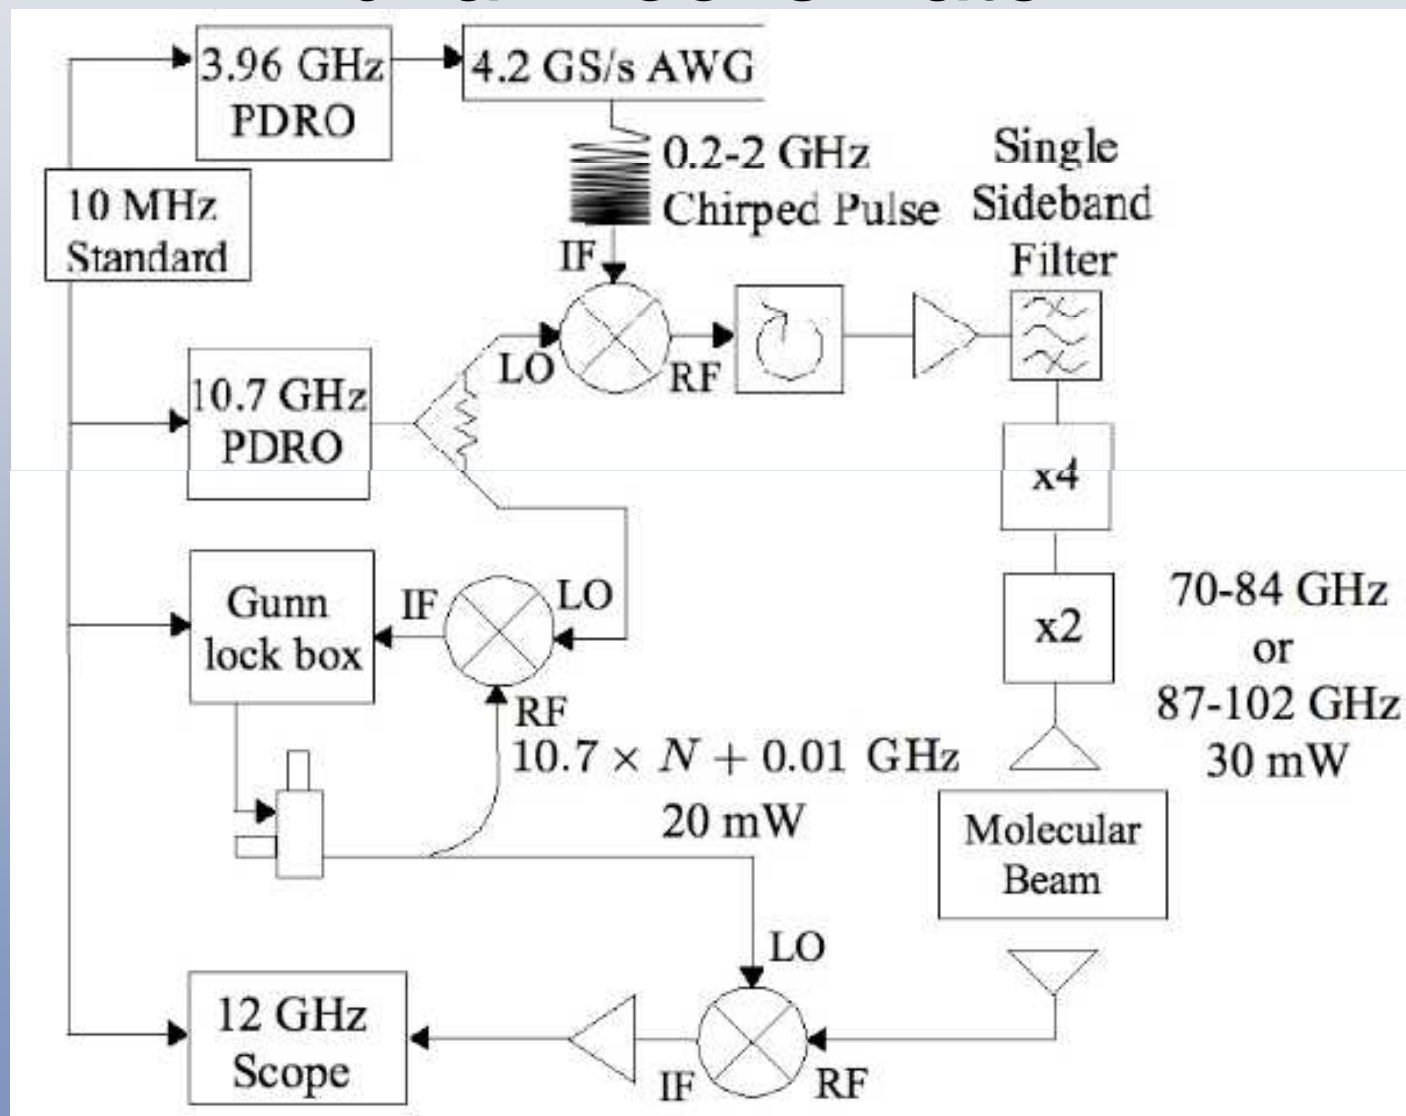 3.96 GHz
PDRO
4.2 GS/s AWG
0.2-2 GHz
Chirped Pulse
Single
Sideband
Filter
10 MHz
Standard
IF
LO
RF
10.7 GHz
PDRO
x4
Gunn
lock box
IF
LO
RF
x2
70-84 GHz
or
87-102 GHz
30 mW
10.7 × N + 0.01 GHz
20 mW
Molecular
Beam
LO
12 GHz
Scope
IF
RF